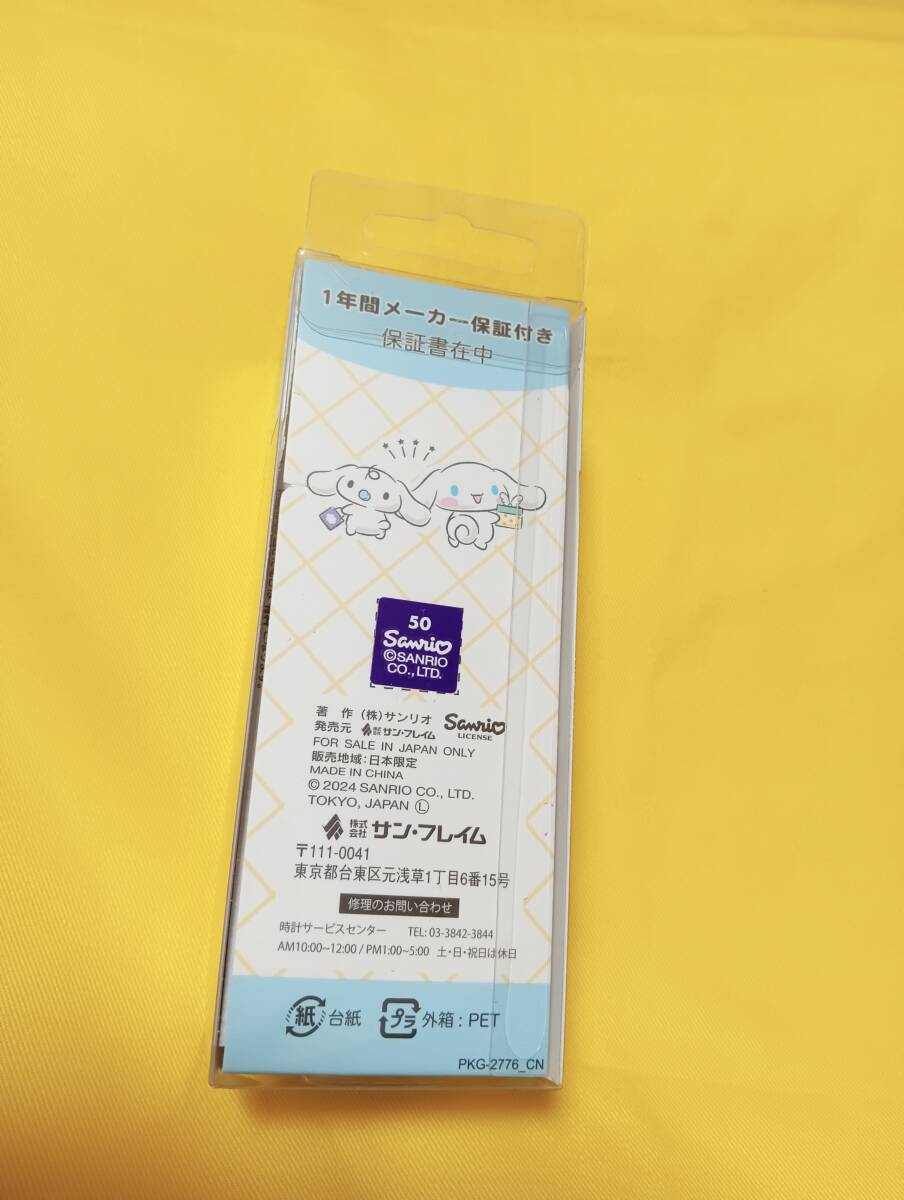 1年間メーカー保証付き
保証書在中
50
Sanrio
©SANRIO
CO.,LTD.
著 作 (株)サンリオ
Sanrio
LICENSE
発売元 株式会社 サン・フレイム
FOR SALE IN JAPAN ONLY
販売地域:日本限定
MADE IN CHINA
© 2024 SANRIO CO., LTD.
TOKYO, JAPAN Ⓛ
株式会社 サン・フレイム
〒111-0041
東京都台東区元浅草1丁目6番15号
修理のお問い合わせ
時計サービスセンター TEL: 03-3842-3844
AM10:00~12:00 / PM1:00~5:00 土・日・祝日は休日
紙 台紙 プラ 外箱 : PET
PKG-2776_CN